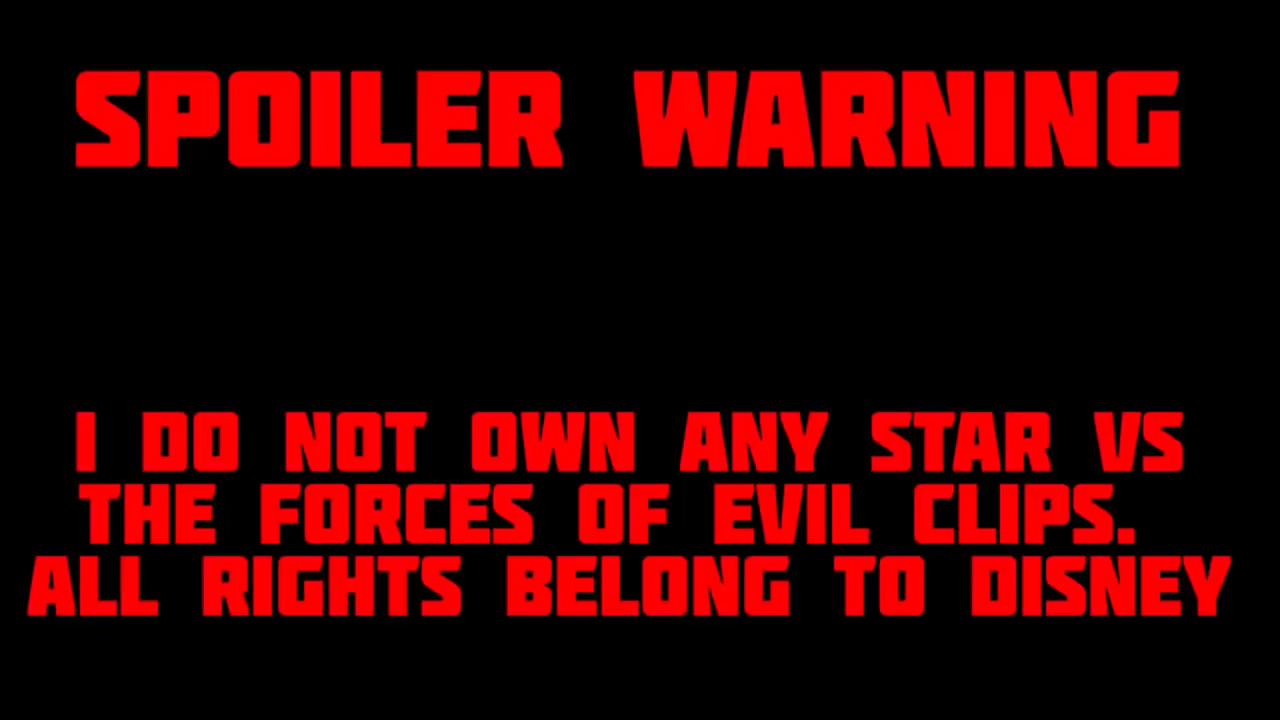 SPOILER WARNING
I DO NOT OWN ANY STAR VS
THE FORCES OF EVIL CLIPS.
ALL RIGHTS BELONG TO DISNEY